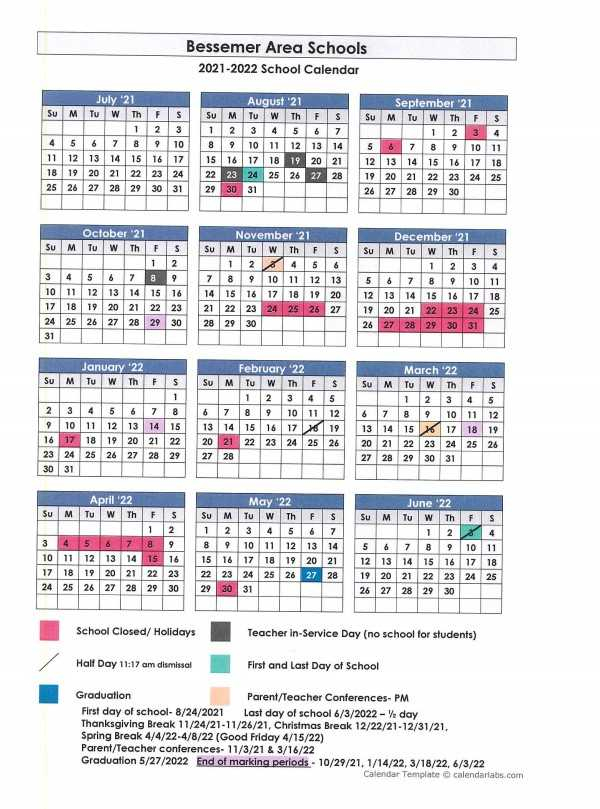 Bessemer Area Schools
2021-2022 School Calendar
July ‘21
Su M Tu W Th F S
1 2 3
4 5 6 7 8 9 10
11 12 13 14 15 16 17
18 19 20 21 22 23 24
25 26 27 28 29 30 31
August ‘21
Su M Tu W Th F S
1 2 3 4 5 6 7
8 9 10 11 12 13 14
15 16 17 18 19 20 21
22 23 24 25 26 27 28
29 30 31
September ‘21
Su M Tu W Th F S
1 2 3 4
5 6 7 8 9 10 11
12 13 14 15 16 17 18
19 20 21 22 23 24 25
26 27 28 29 30
October ‘21
Su M Tu W Th F S
1 2
3 4 5 6 7 8 9
10 11 12 13 14 15 16
17 18 19 20 21 22 23
24 25 26 27 28 29 30
31
November ‘21
Su M Tu W Th F S
1 2 3 4 5 6
7 8 9 10 11 12 13
14 15 16 17 18 19 20
21 22 23 24 25 26 27
28 29 30
December ‘21
Su M Tu W Th F S
1 2 3 4
5 6 7 8 9 10 11
12 13 14 15 16 17 18
19 20 21 22 23 24 25
26 27 28 29 30 31
January ‘22
Su M Tu W Th F S
1
2 3 4 5 6 7 8
9 10 11 12 13 14 15
16 17 18 19 20 21 22
23 24 25 26 27 28 29
30 31
February ‘22
Su M Tu W Th F S
1 2 3 4 5
6 7 8 9 10 11 12
13 14 15 16 17 18 19
20 21 22 23 24 25 26
27 28
March ‘22
Su M Tu W Th F S
1 2 3 4 5
6 7 8 9 10 11 12
13 14 15 16 17 18 19
20 21 22 23 24 25 26
27 28 29 30 31
April ‘22
Su M Tu W Th F S
1 2
3 4 5 6 7 8 9
10 11 12 13 14 15 16
17 18 19 20 21 22 23
24 25 26 27 28 29 30
May ‘22
Su M Tu W Th F S
1 2 3 4 5 6 7
8 9 10 11 12 13 14
15 16 17 18 19 20 21
22 23 24 25 26 27 28
29 30 31
June ‘22
Su M Tu W Th F S
1 2 3 4
5 6 7 8 9 10 11
12 13 14 15 16 17 18
19 20 21 22 23 24 25
26 27 28 29 30
School Closed/ Holidays
Teacher in-Service Day (no school for students)
Half Day 11:17 am dismissal
First and Last Day of School
Graduation
Parent/Teacher Conferences- PM
First day of school- 8/24/2021 Last day of school 6/3/2022 – ½ day
Thanksgiving Break 11/24/21-11/26/21, Christmas Break 12/22/21-12/31/21,
Spring Break 4/4/22-4/8/22 (Good Friday 4/15/22)
Parent/Teacher conferences- 11/3/21 & 3/16/22
Graduation 5/27/2022 End of marking periods - 10/29/21, 1/14/22, 3/18/22, 6/3/22
Calendar Template © calendarlabs.com